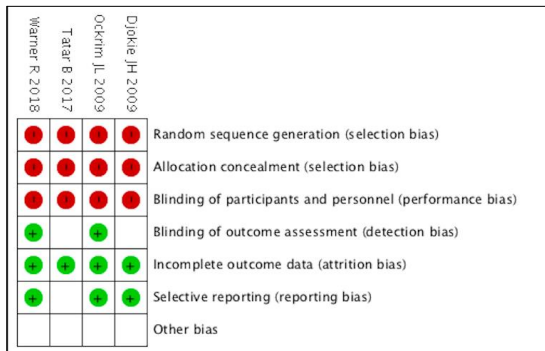 Warner R 2018
Tatar B 2017
Ockrim JL 2009
Djokie JH 2009
Random sequence generation (selection bias)
Allocation concealment (selection bias)
Blinding of participants and personnel (performance bias)
+ + Blinding of outcome assessment (detection bias)
+ + + + Incomplete outcome data (attrition bias)
+ + + Selective reporting (reporting bias)
Other bias